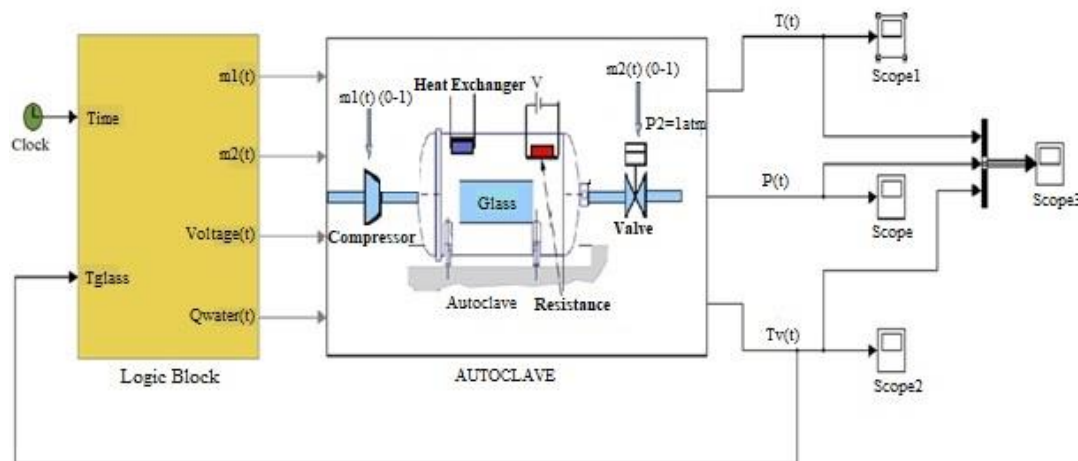 T(t)
Scope1
m1(t)
m2(t) (0-1)
Heat Exchanger
V
m1(t) (0-1)
P2=1atm
Time
Clock
m2(t)
P(t)
Scope3
Glass
Scope
Voltage(t)
Compressor
Valve
Tglass
Autoclave
Resistance
Qwater(t)
Tv(t)
Logic Block
AUTOCLAVE
Scope2